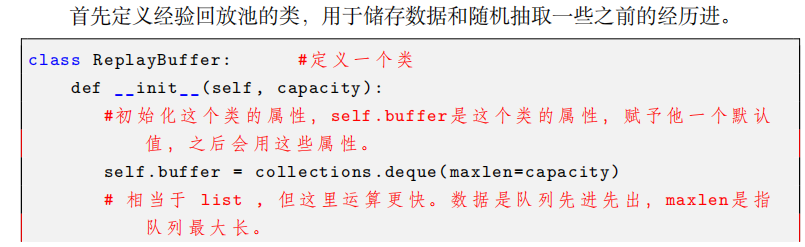 首先定义经验回放池的类，用于储存数据和随机抽取一些之前的经历进。
class ReplayBuffer: #定义一个类
def __init__(self, capacity):
#初始化这个类的属性，self.buffer是这个类的属性，赋予他一个默认
值，之后会用这些属性。
self.buffer = collections.deque(maxlen=capacity)
# 相当于 list ，但这里运算更快。数据是队列先进先出，maxlen是指
队列最大长。